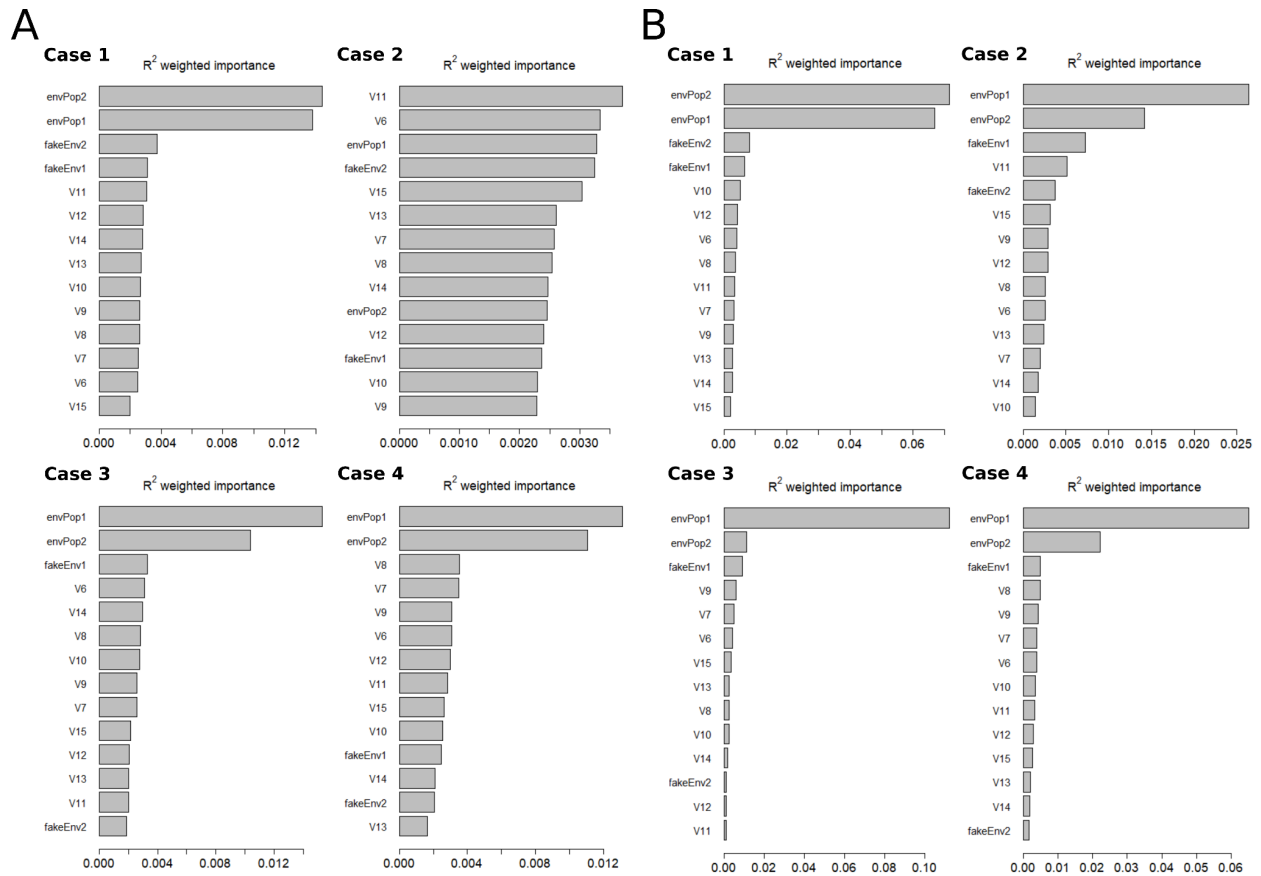 A
Case 1
R² weighted importance
envPop2
envPop1
fakeEnv2
fakeEnv1
V11
V12
V14
V13
V10
V9
V8
V7
V6
V15
0.000 0.004 0.008 0.012
Case 2
R² weighted importance
V11
V6
envPop1
fakeEnv2
V15
V13
V7
V8
V14
envPop2
V12
fakeEnv1
V10
V9
0.0000 0.0010 0.0020 0.0030
Case 3
R² weighted importance
envPop1
envPop2
fakeEnv1
V6
V14
V8
V10
V9
V7
V15
V12
V13
V11
fakeEnv2
0.000 0.004 0.008 0.012
Case 4
R² weighted importance
envPop1
envPop2
V8
V7
V9
V6
V12
V11
V15
V10
fakeEnv1
V14
fakeEnv2
V13
0.000 0.004 0.008 0.012
B
Case 1
R² weighted importance
envPop2
envPop1
fakeEnv2
fakeEnv1
V10
V12
V6
V8
V11
V7
V9
V13
V14
V15
0.00 0.02 0.04 0.06
Case 2
R² weighted importance
envPop1
envPop2
fakeEnv1
V11
fakeEnv2
V15
V9
V12
V8
V6
V13
V7
V14
V10
0.000 0.005 0.010 0.015 0.020 0.025
Case 3
R² weighted importance
envPop1
envPop2
fakeEnv1
V9
V7
V6
V15
V13
V8
V10
V14
fakeEnv2
V12
V11
0.00 0.02 0.04 0.06 0.08 0.10
Case 4
R² weighted importance
envPop1
envPop2
fakeEnv1
V8
V9
V7
V6
V10
V11
V12
V15
V13
V14
fakeEnv2
0.00 0.01 0.02 0.03 0.04 0.05 0.06